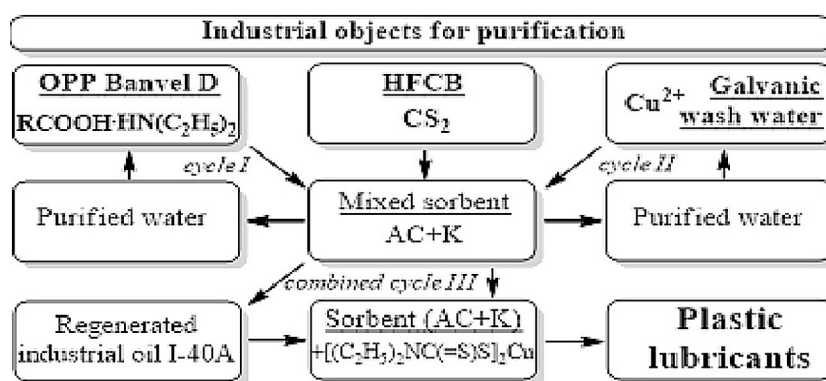 Industrial objects for purification
OPP Banvel D
RCOOH·HN(C₂H₅)₂
HFCB
CS₂
Cu²⁺ Galvanic
wash water
cycle I
cycle II
Purified water
Mixed sorbent
AC+K
Purified water
combined cycle III
Regenerated
industrial oil I-40A
Sorbent (AC+K)
+[(C₂H₅)₂NC(=S)S]₂Cu
Plastic
lubricants